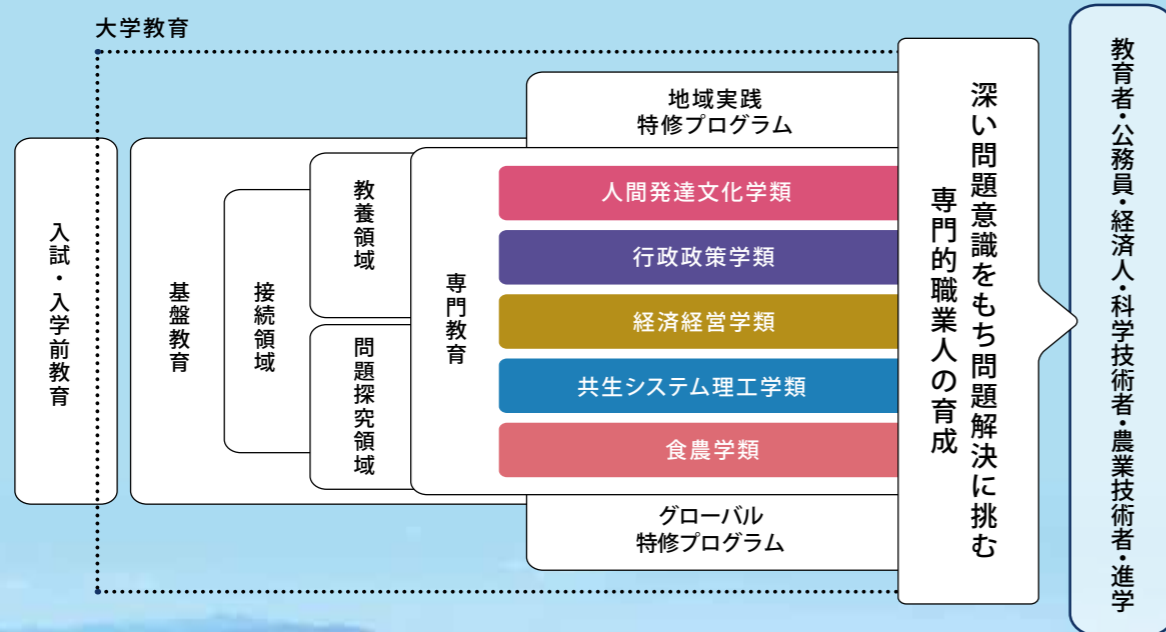 大学教育
入試・入学前教育
基盤教育
接続領域
教養領域
問題探究領域
専門教育
地域実践
特修プログラム
人間発達文化学類
行政政策学類
経済経営学類
共生システム理工学類
食農学類
グローバル
特修プログラム
深い問題意識をもち問題解決に挑む
専門的職業人の育成
教育者・公務員・経済人・科学技術者・農業技術者・進学